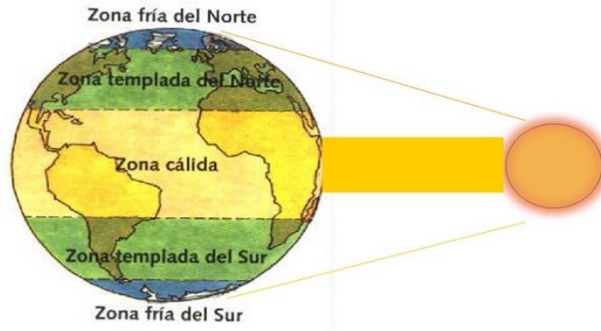 Zona fría del Norte
Zona templada del Norte
Zona cálida
Zona templada del Sur
Zona fría del Sur